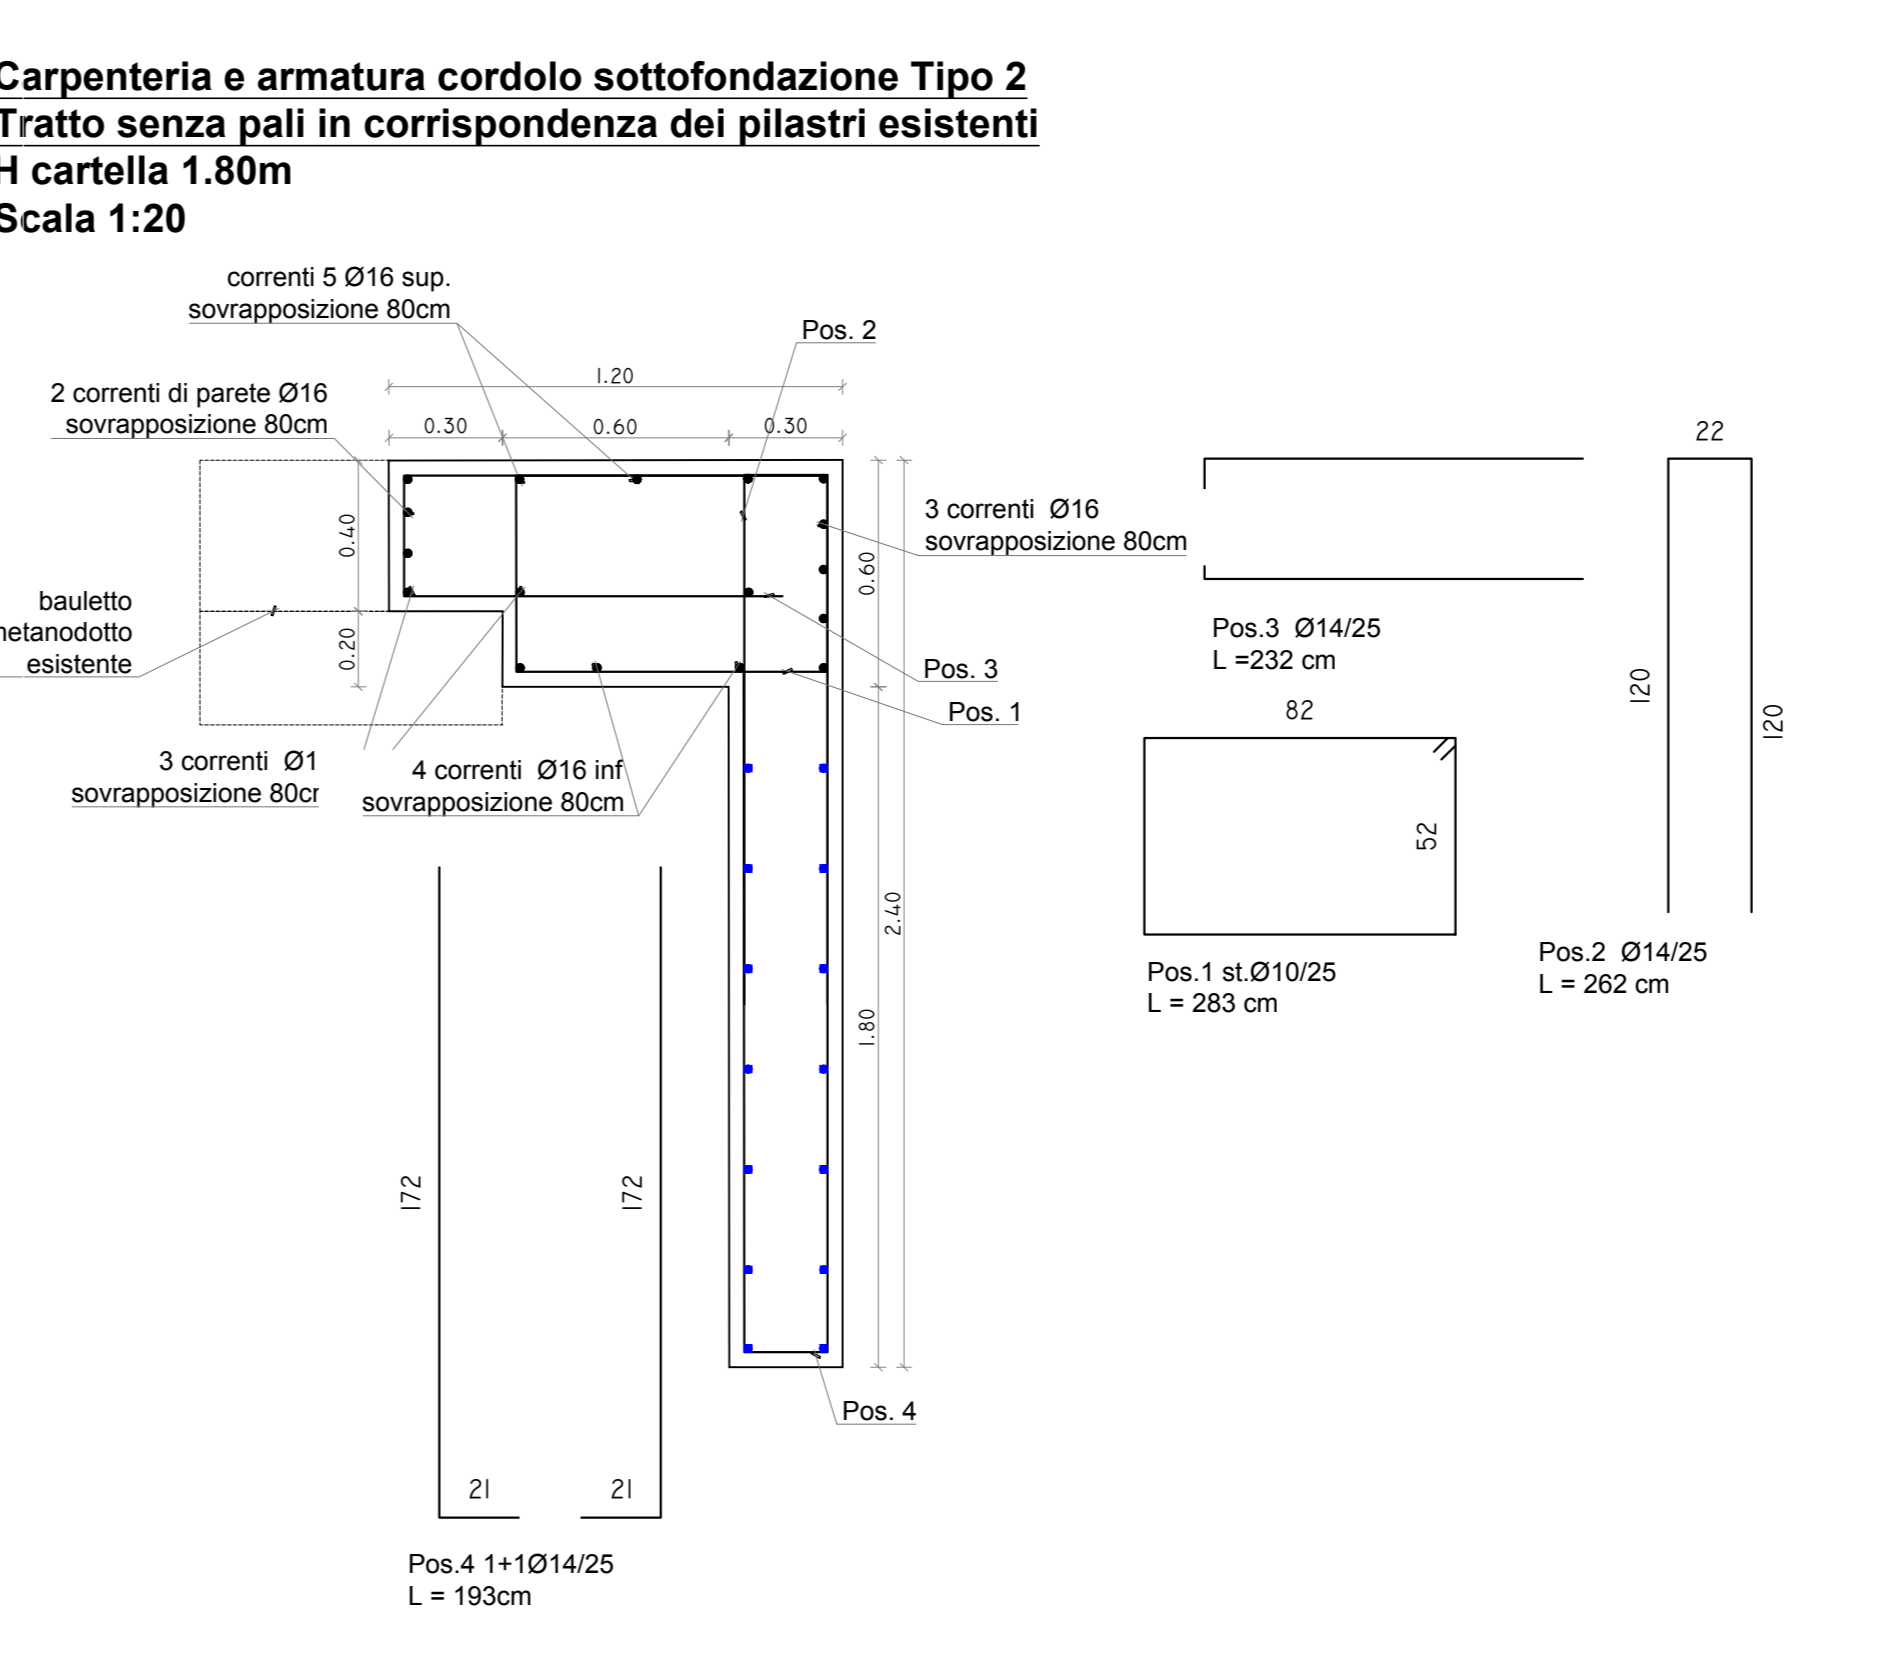 Carpenteria e armatura cordolo sottofondazione Tipo 2
Tratto senza pali in corrispondenza dei pilastri esistenti
H cartella 1.80m
Scala 1:20
correnti 5 Ø16 sup.
sovrapposizione 80cm
Pos. 2
2 correnti di parete Ø16
sovrapposizione 80cm
1.20
0.30
0.60
0.30
0.40
0.20
0.60
2.40
1.80
3 correnti Ø16
sovrapposizione 80cm
bauletto
netanodotto
esistente
Pos. 3
Pos. 1
3 correnti Ø1
sovrapposizione 80cr
4 correnti Ø16 inf
sovrapposizione 80cm
Pos. 4
172
172
21
21
Pos.4 1+1Ø14/25
L = 193cm
Pos.3 Ø14/25
L =232 cm
82
52
Pos.1 st.Ø10/25
L = 283 cm
22
120
120
Pos.2 Ø14/25
L = 262 cm